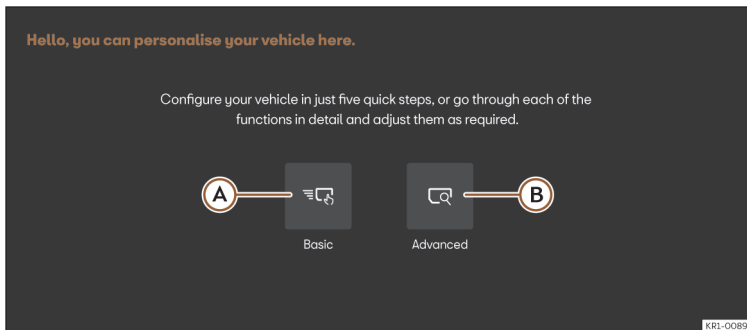 Hello, you can personalise your vehicle here.
Configure your vehicle in just five quick steps, or go through each of the
functions in detail and adjust them as required.
A
B
Basic
Advanced
KR1-0089